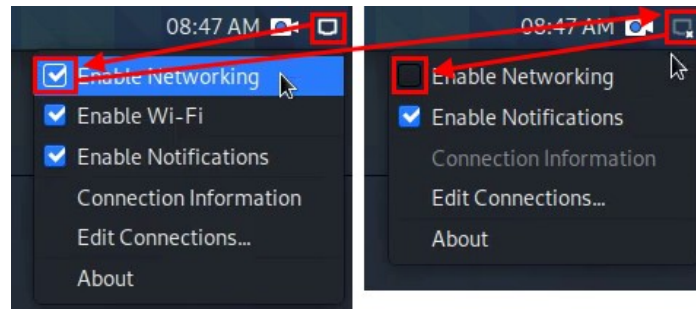 08:47 AM
Enable Networking
Enable Wi-Fi
Enable Notifications
Connection Information
Edit Connections...
About
08:47 AM
Enable Networking
Enable Notifications
Connection Information
Edit Connections...
About